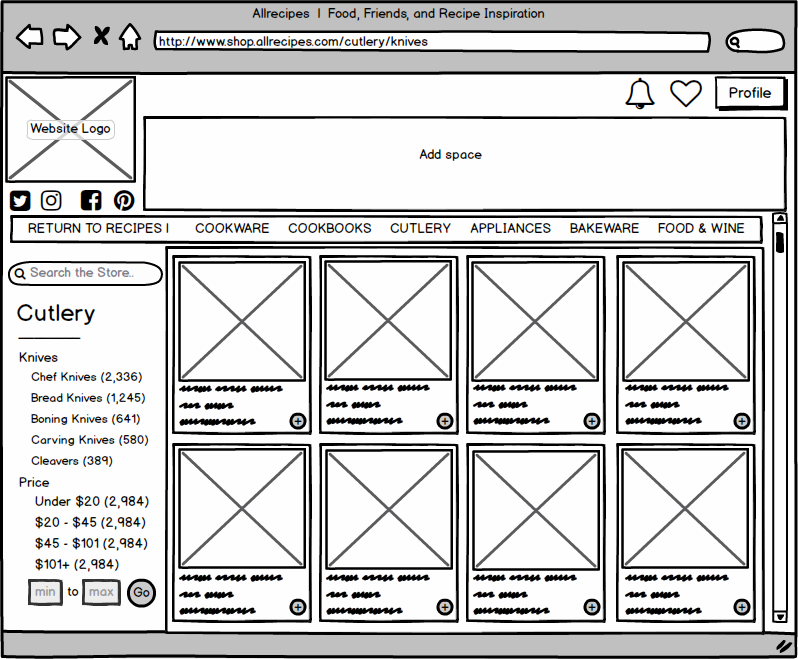 Allrecipes | Food, Friends, and Recipe Inspiration
http://www.shop.allrecipes.com/cutlery/knives
Profile
Website Logo
Add space
RETURN TO RECIPES | COOKWARE COOKBOOKS CUTLERY APPLIANCES BAKEWARE FOOD & WINE
Search the Store..
Cutlery
Knives
Chef Knives (2,336)
Bread Knives (1,245)
Boning Knives (641)
Carving Knives (580)
Cleavers (389)
Price
Under $20 (2,984)
$20 - $45 (2,984)
$45 - $101 (2,984)
$101+ (2,984)
min to max Go